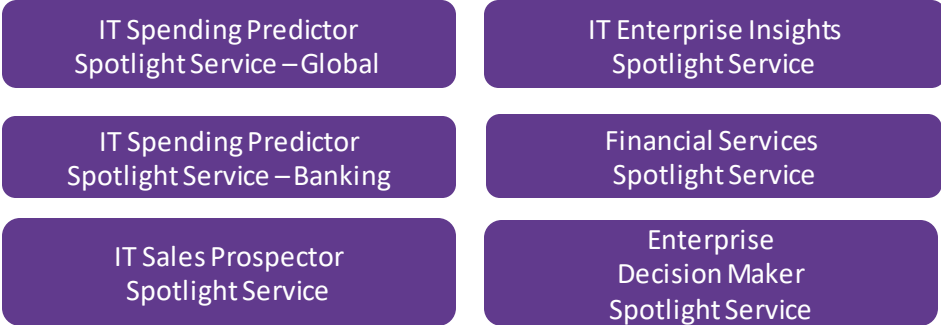 IT Spending Predictor
Spotlight Service – Global
IT Enterprise Insights
Spotlight Service
IT Spending Predictor
Spotlight Service – Banking
Financial Services
Spotlight Service
IT Sales Prospector
Spotlight Service
Enterprise
Decision Maker
Spotlight Service